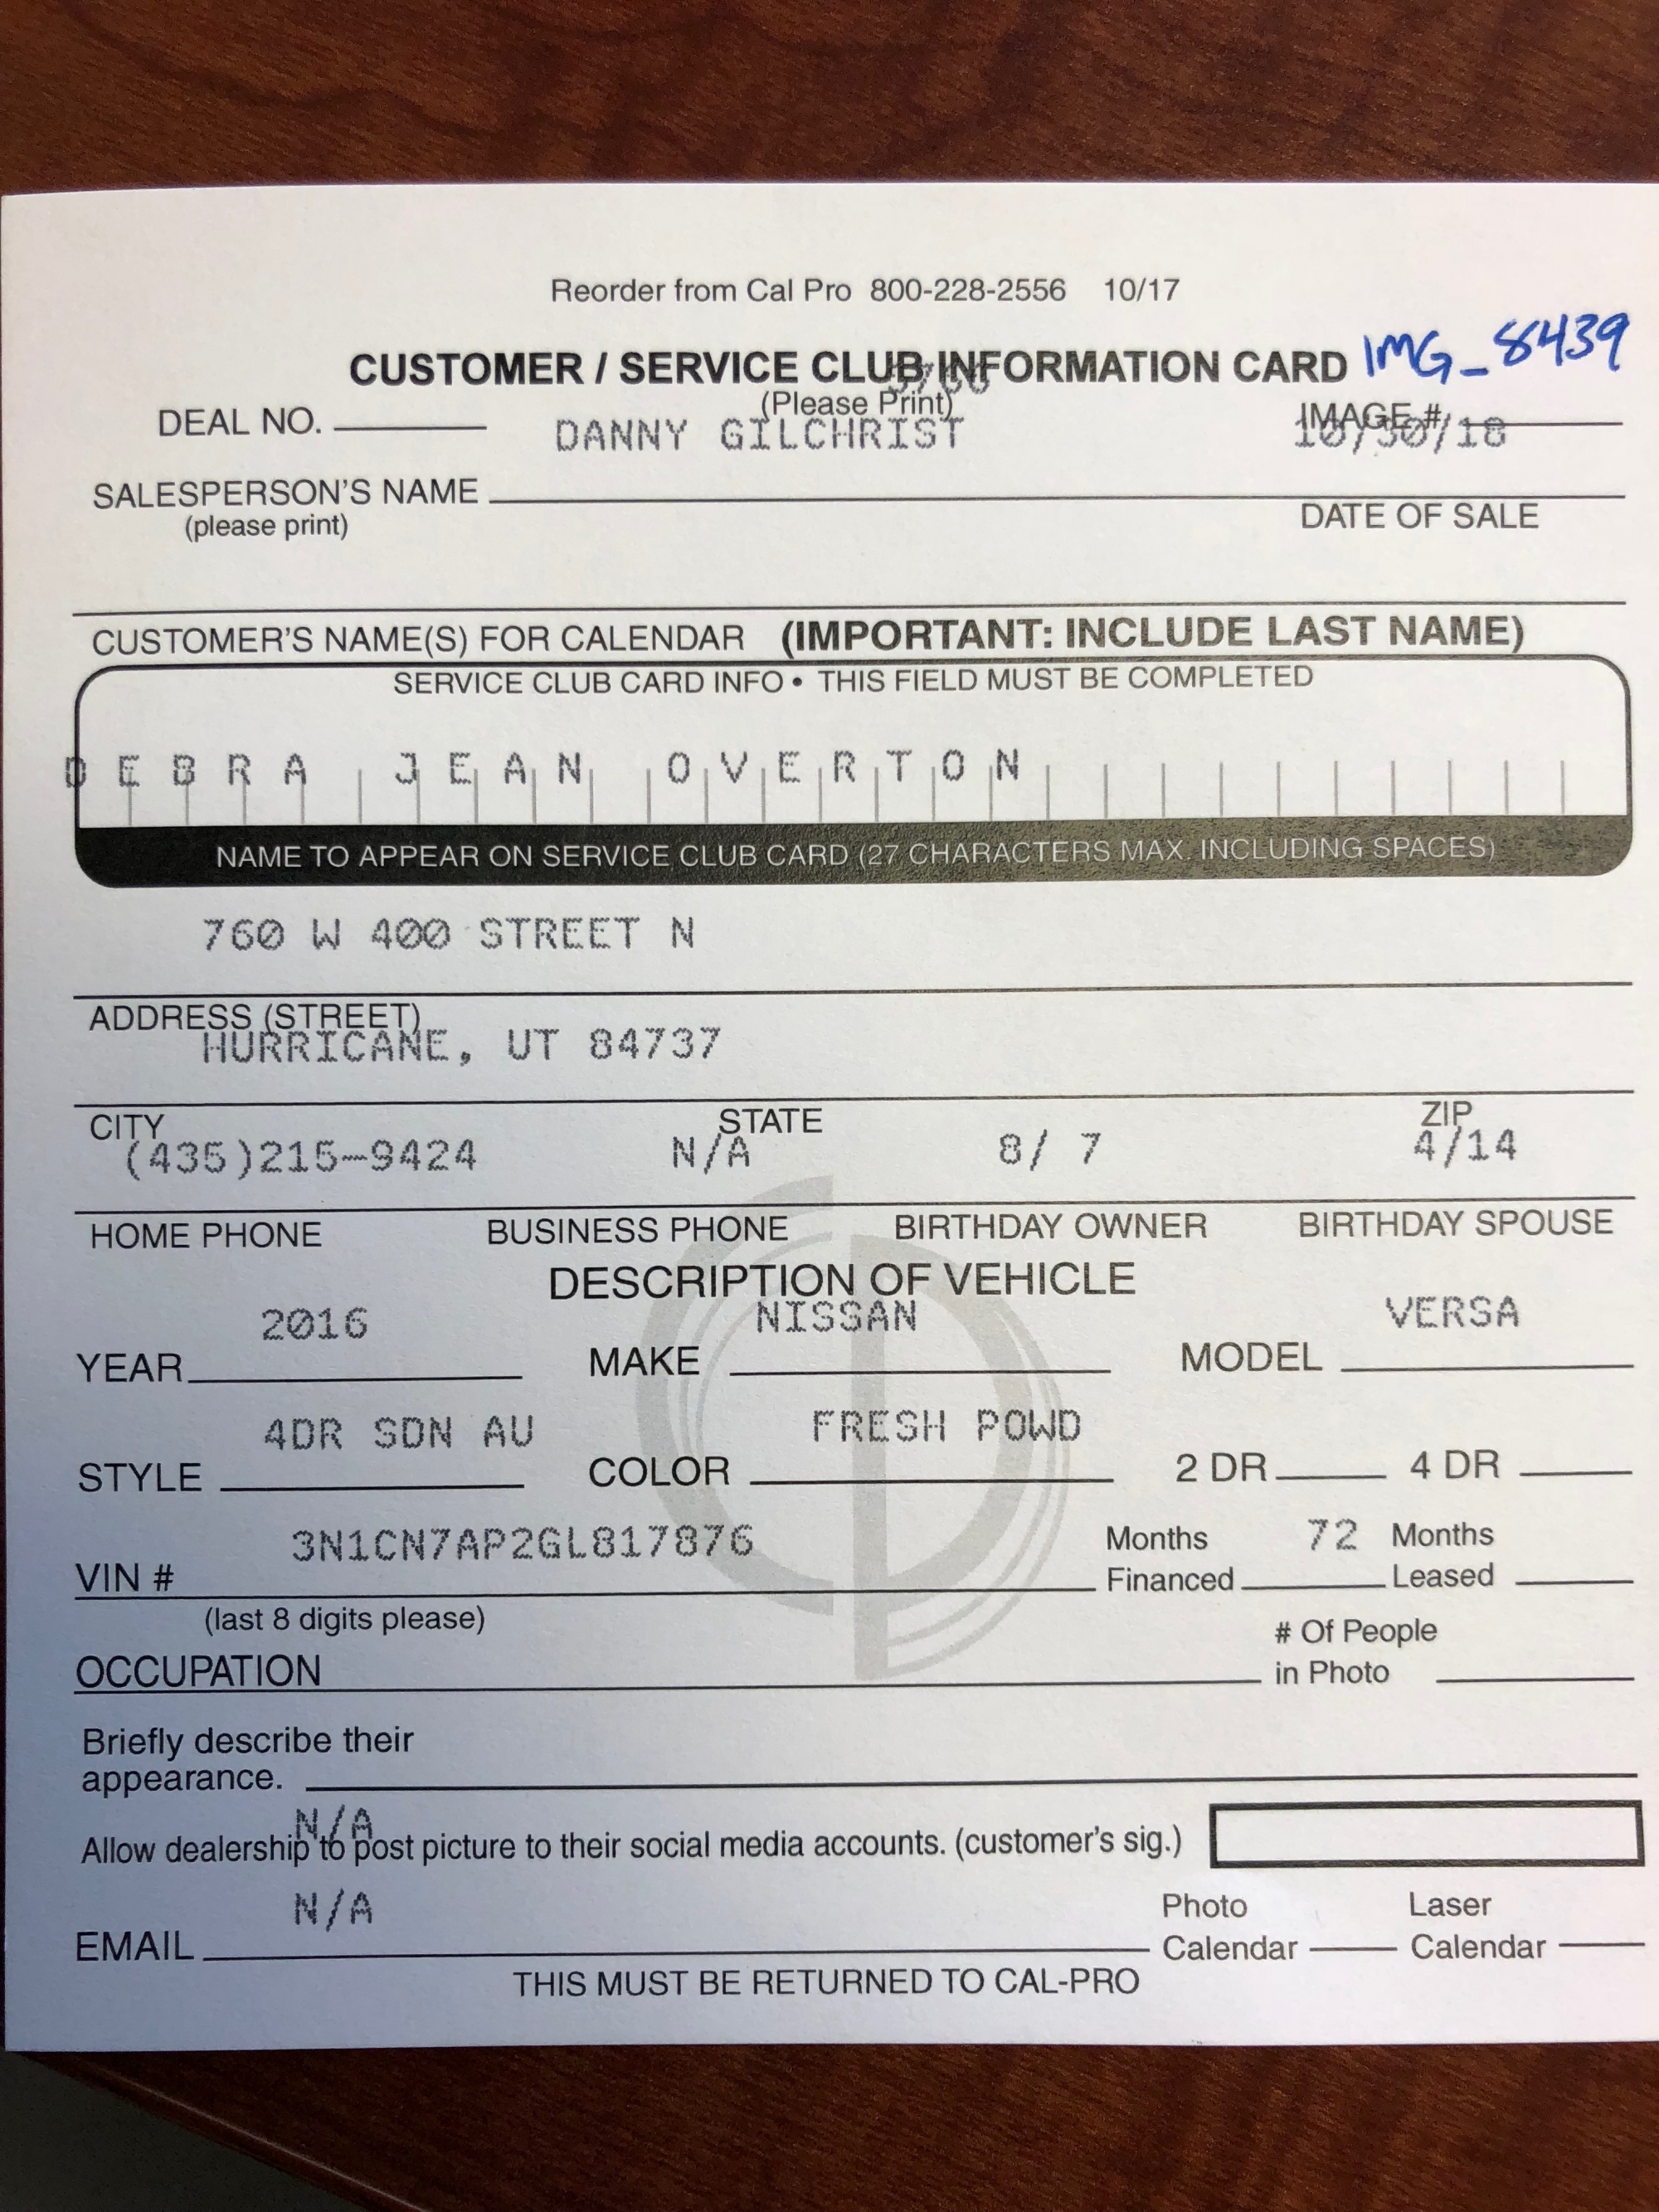 Reorder from Cal Pro 800-228-2556 10/17
CUSTOMER / SERVICE CLUB INFORMATION CARD IMG_8439
(Please Print)
DEAL NO. IMAGE #
DANNY GILCHRIST 10/30/18
SALESPERSON'S NAME
(please print) DATE OF SALE
CUSTOMER'S NAME(S) FOR CALENDAR (IMPORTANT: INCLUDE LAST NAME)
SERVICE CLUB CARD INFO • THIS FIELD MUST BE COMPLETED
DEBRA JEAN OVERTON
NAME TO APPEAR ON SERVICE CLUB CARD (27 CHARACTERS MAX. INCLUDING SPACES)
760 W 400 STREET N
ADDRESS (STREET)
HURRICANE, UT 84737
CITY STATE ZIP
(435)215-9424 N/A 8/ 7 4/14
HOME PHONE BUSINESS PHONE BIRTHDAY OWNER BIRTHDAY SPOUSE
DESCRIPTION OF VEHICLE
2016 NISSAN VERSA
YEAR MAKE MODEL
4DR SDN AU FRESH POWD
STYLE COLOR 2 DR 4 DR
3N1CN7AP2GL817876 Months 72 Months
VIN # Financed Leased
(last 8 digits please) # Of People
OCCUPATION in Photo
Briefly describe their
appearance.
N/A
Allow dealership to post picture to their social media accounts. (customer's sig.)
N/A Photo Laser
EMAIL Calendar Calendar
THIS MUST BE RETURNED TO CAL-PRO